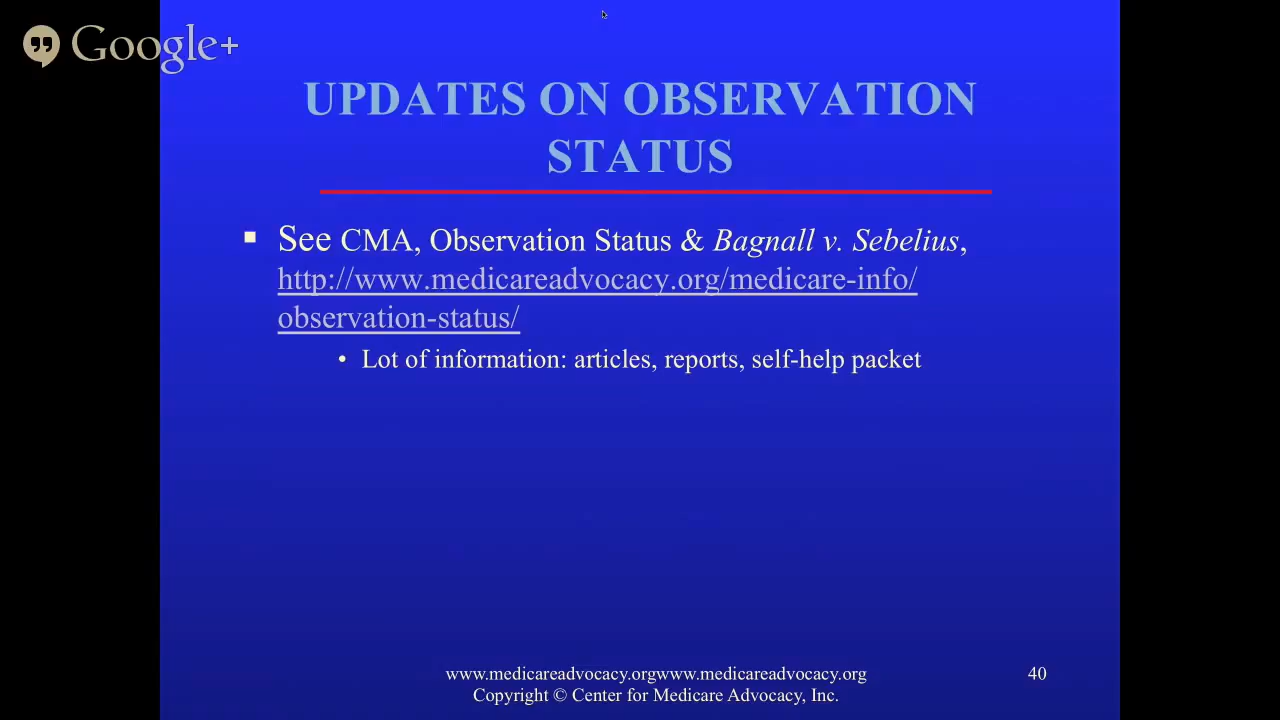 Google+
UPDATES ON OBSERVATION
STATUS
▪ See CMA, Observation Status & Bagnall v. Sebelius,
http://www.medicareadvocacy.org/medicare-info/
observation-status/
• Lot of information: articles, reports, self-help packet
www.medicareadvocacy.orgwww.medicareadvocacy.org
40
Copyright © Center for Medicare Advocacy, Inc.